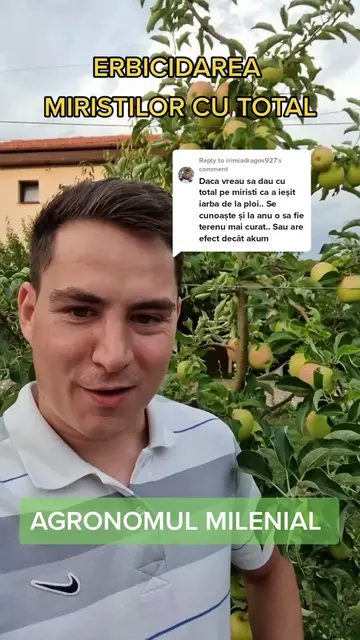 ERBICIDAREA
MIRISTILOR CU TOTAL
Reply to irimiadragos927's
comment
Daca vreau sa dau cu
total pe miristi ca a ieșit
iarba de la ploi.. Se
cunoaște și la anu o sa fie
terenu mai curat.. Sau are
efect decât akum
AGRONOMUL MILENIAL